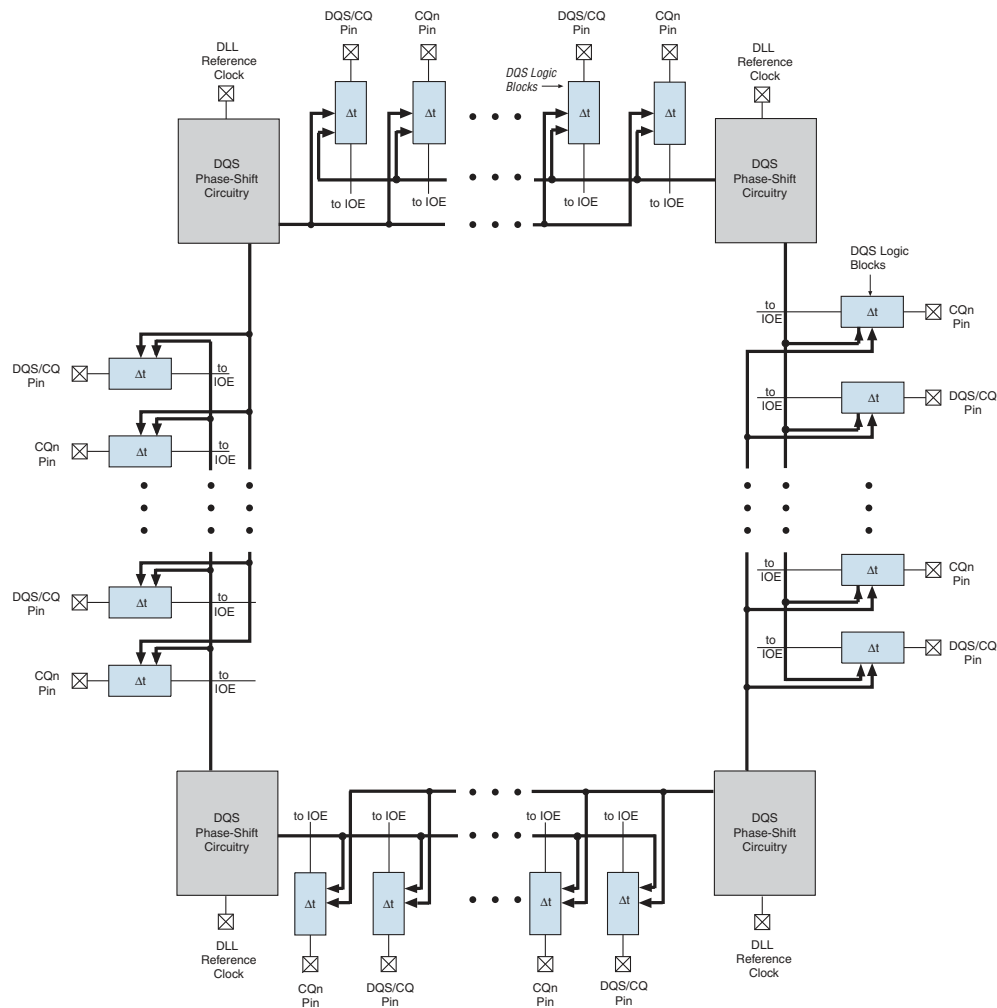 DQS/CQ
Pin
CQn
Pin
DQS/CQ
Pin
CQn
Pin
DLL
Reference
Clock
DQS Logic
Blocks
DLL
Reference
Clock
Δt
Δt
Δt
Δt
DQS
Phase-Shift
Circuitry
DQS
Phase-Shift
Circuitry
to IOE
to IOE
to IOE
to IOE
DQS Logic
Blocks
to
IOE
Δt
CQn
Pin
DQS/CQ
Pin
Δt
to
IOE
to
IOE
Δt
DQS/CQ
Pin
CQn
Pin
Δt
to
IOE
to
IOE
Δt
CQn
Pin
DQS/CQ
Pin
Δt
to
IOE
to
IOE
Δt
DQS/CQ
Pin
CQn
Pin
Δt
to
IOE
DQS
Phase-Shift
Circuitry
to IOE
to IOE
to IOE
to IOE
DQS
Phase-Shift
Circuitry
Δt
Δt
Δt
Δt
DLL
Reference
Clock
DLL
Reference
Clock
CQn
Pin
DQS/CQ
Pin
CQn
Pin
DQS/CQ
Pin